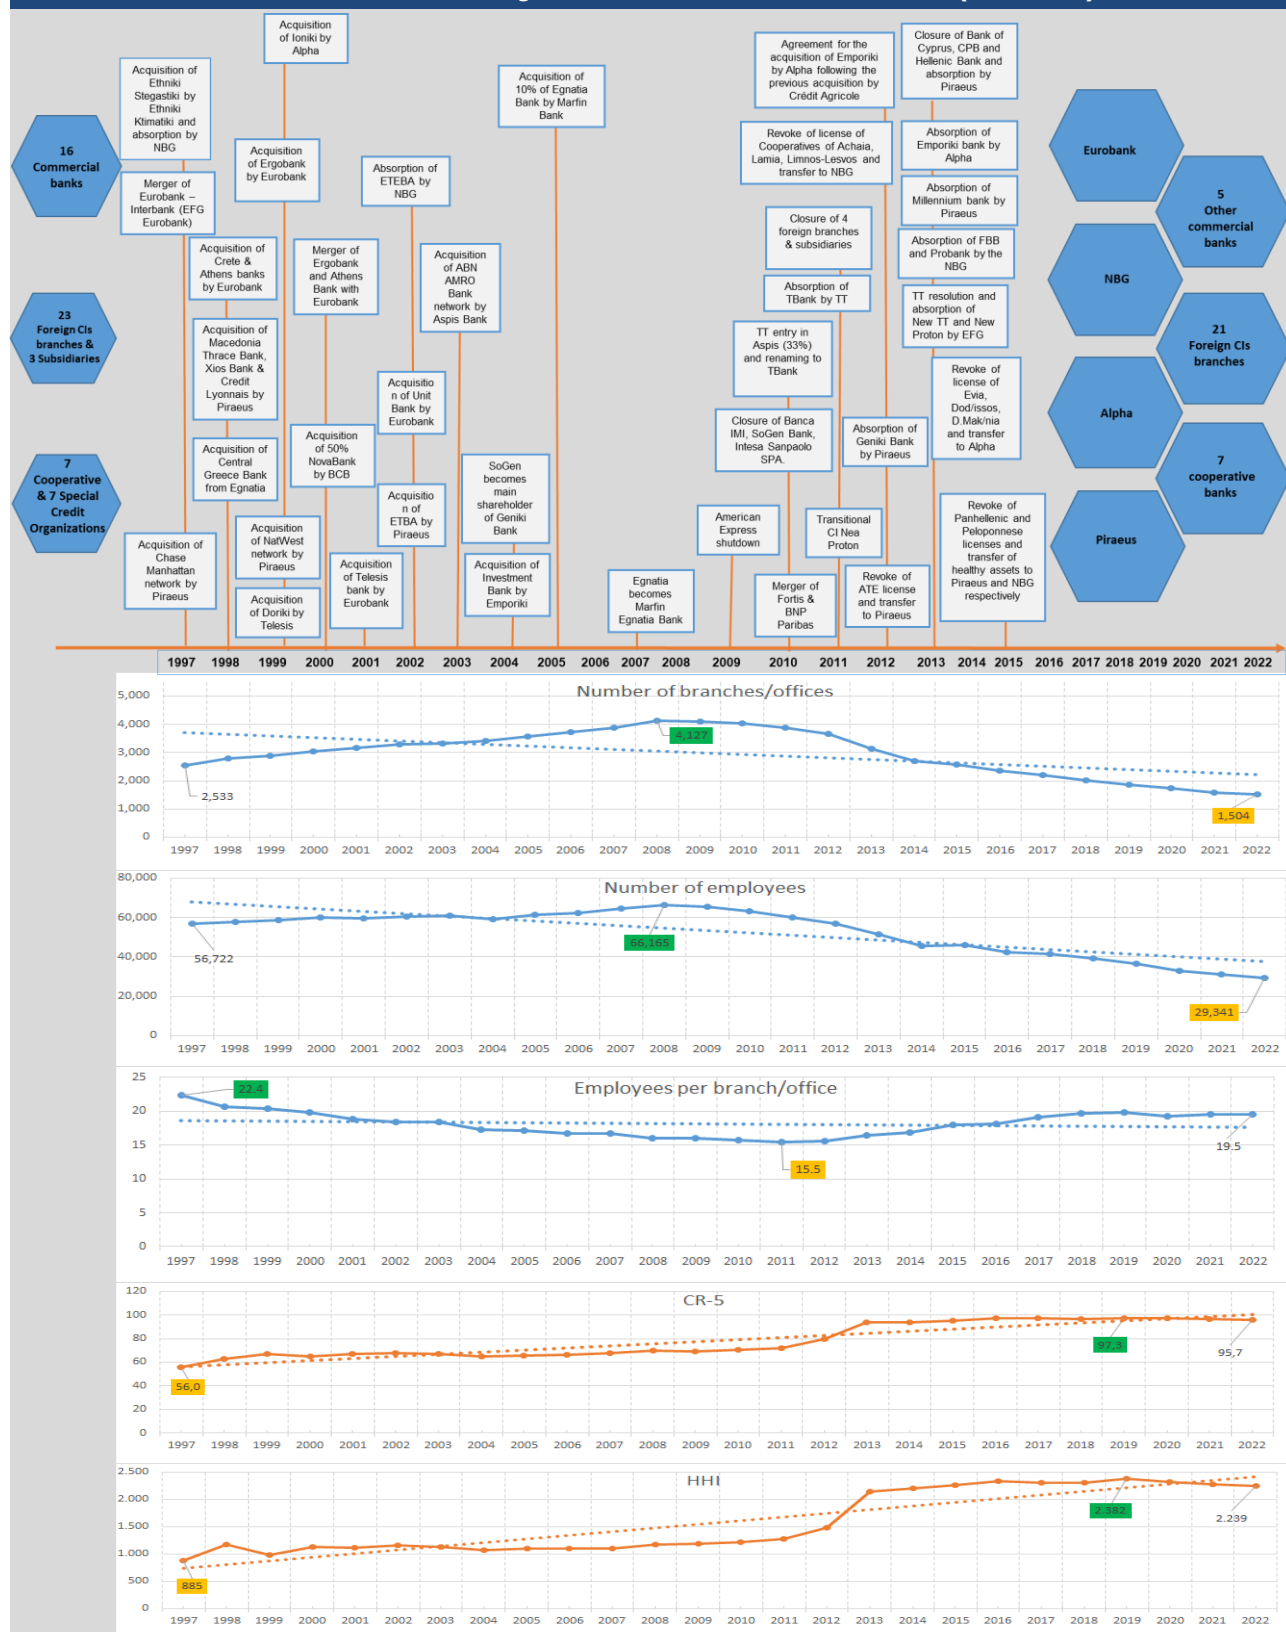 16
Commercial
banks
23
Foreign CIs
branches &
3 Subsidiaries
7
Cooperative
& 7 Special
Credit
Organizations
Acquisition of
Ethniki
Stegastiki by
Ethniki
Ktimatiki and
absorption by
NBG
Merger of
Eurobank –
Interbank (EFG
Eurobank)
Acquisition of
Chase
Manhattan
network by
Piraeus
Acquisition of
Crete &
Athens banks
by Eurobank
Acquisition of
Macedonia
Thrace Bank,
Xios Bank &
Credit
Lyonnais by
Piraeus
Acquisition of
Central
Greece Bank
from Egnatia
Acquisition
of Ioniki by
Alpha
Acquisition
of Ergobank
by Eurobank
Acquisition
of NatWest
network by
Piraeus
Acquisition
of Doriki by
Telesis
Merger of
Ergobank
and Athens
Bank with
Eurobank
Acquisition
of 50%
NovaBank
by BCB
Acquisition
of Telesis
bank by
Eurobank
Absorption of
ETEBA by
NBG
Acquisitio
n of Unit
Bank by
Eurobank
Acquisitio
n of
ETBA by
Piraeus
Acquisition
of ABN
AMRO
Bank
network by
Aspis Bank
SoGen
becomes
main
shareholder
of Geniki
Bank
Acquisition of
Investment
Bank by
Emporiki
Acquisition of
10% of Egnatia
Bank by Marfin
Bank
Egnatia
becomes
Marfin
Egnatia Bank
American
Express
shutdown
Agreement for the
acquisition of Emporiki
by Alpha following the
previous acquisition by
Crédit Agricole
Revoke of license of
Cooperatives of Achaia,
Lamia, Limnos-Lesvos and
transfer to NBG
Closure of 4
foreign branches
& subsidiaries
Absorption of
TBank by TT
TT entry in
Aspis (33%)
and renaming to
TBank
Closure of Banca
IMI, SoGen Bank,
Intesa Sanpaolo
SPA.
Merger of
Fortis &
BNP
Paribas
Transitional
CI Nea
Proton
Absorption of
Geniki Bank
by Piraeus
Revoke of
ATE license
and transfer
to Piraeus
Closure of Bank of
Cyprus, CPB and
Hellenic Bank and
absorption by
Piraeus
Absorption of
Emporiki bank by
Alpha
Absorption of
Millennium bank by
Piraeus
Absorption of FBB
and Probank by the
NBG
TT resolution and
absorption of
New TT and New
Proton by EFG
Revoke of
license of
Evia,
Dod/issos,
D.Mak/nia
and transfer
to Alpha
Revoke of
Panhellenic and
Peloponnese
licenses and
transfer of
healthy assets to
Piraeus and NBG
respectively
Eurobank
NBG
Alpha
Piraeus
5
Other
commercial
banks
21
Foreign CIs
branches
7
cooperative
banks
1997 1998 1999 2000 2001 2002 2003 2004 2005 2006 2007 2008 2009 2010 2011 2012 2013 2014 2015 2016 2017 2018 2019 2020 2021 2022
Number of branches/offices
5,000
4,000
3,000
2,000
1,000
0
2,533
4,127
1,504
1997 1998 1999 2000 2001 2002 2003 2004 2005 2006 2007 2008 2009 2010 2011 2012 2013 2014 2015 2016 2017 2018 2019 2020 2021 2022
Number of employees
80,000
60,000
40,000
20,000
0
56,722
66,165
29,341
1997 1998 1999 2000 2001 2002 2003 2004 2005 2006 2007 2008 2009 2010 2011 2012 2013 2014 2015 2016 2017 2018 2019 2020 2021 2022
Employees per branch/office
25
20
15
10
5
0
22.4
15.5
19.5
1997 1998 1999 2000 2001 2002 2003 2004 2005 2006 2007 2008 2009 2010 2011 2012 2013 2014 2015 2016 2017 2018 2019 2020 2021 2022
CR-5
120
100
80
60
40
20
0
56,0
97,3
95,7
1997 1998 1999 2000 2001 2002 2003 2004 2005 2006 2007 2008 2009 2010 2011 2012 2013 2014 2015 2016 2017 2018 2019 2020 2021 2022
HHI
2.500
2.000
1.500
1.000
500
0
885
2.382
2.239
1997 1998 1999 2000 2001 2002 2003 2004 2005 2006 2007 2008 2009 2010 2011 2012 2013 2014 2015 2016 2017 2018 2019 2020 2021 2022